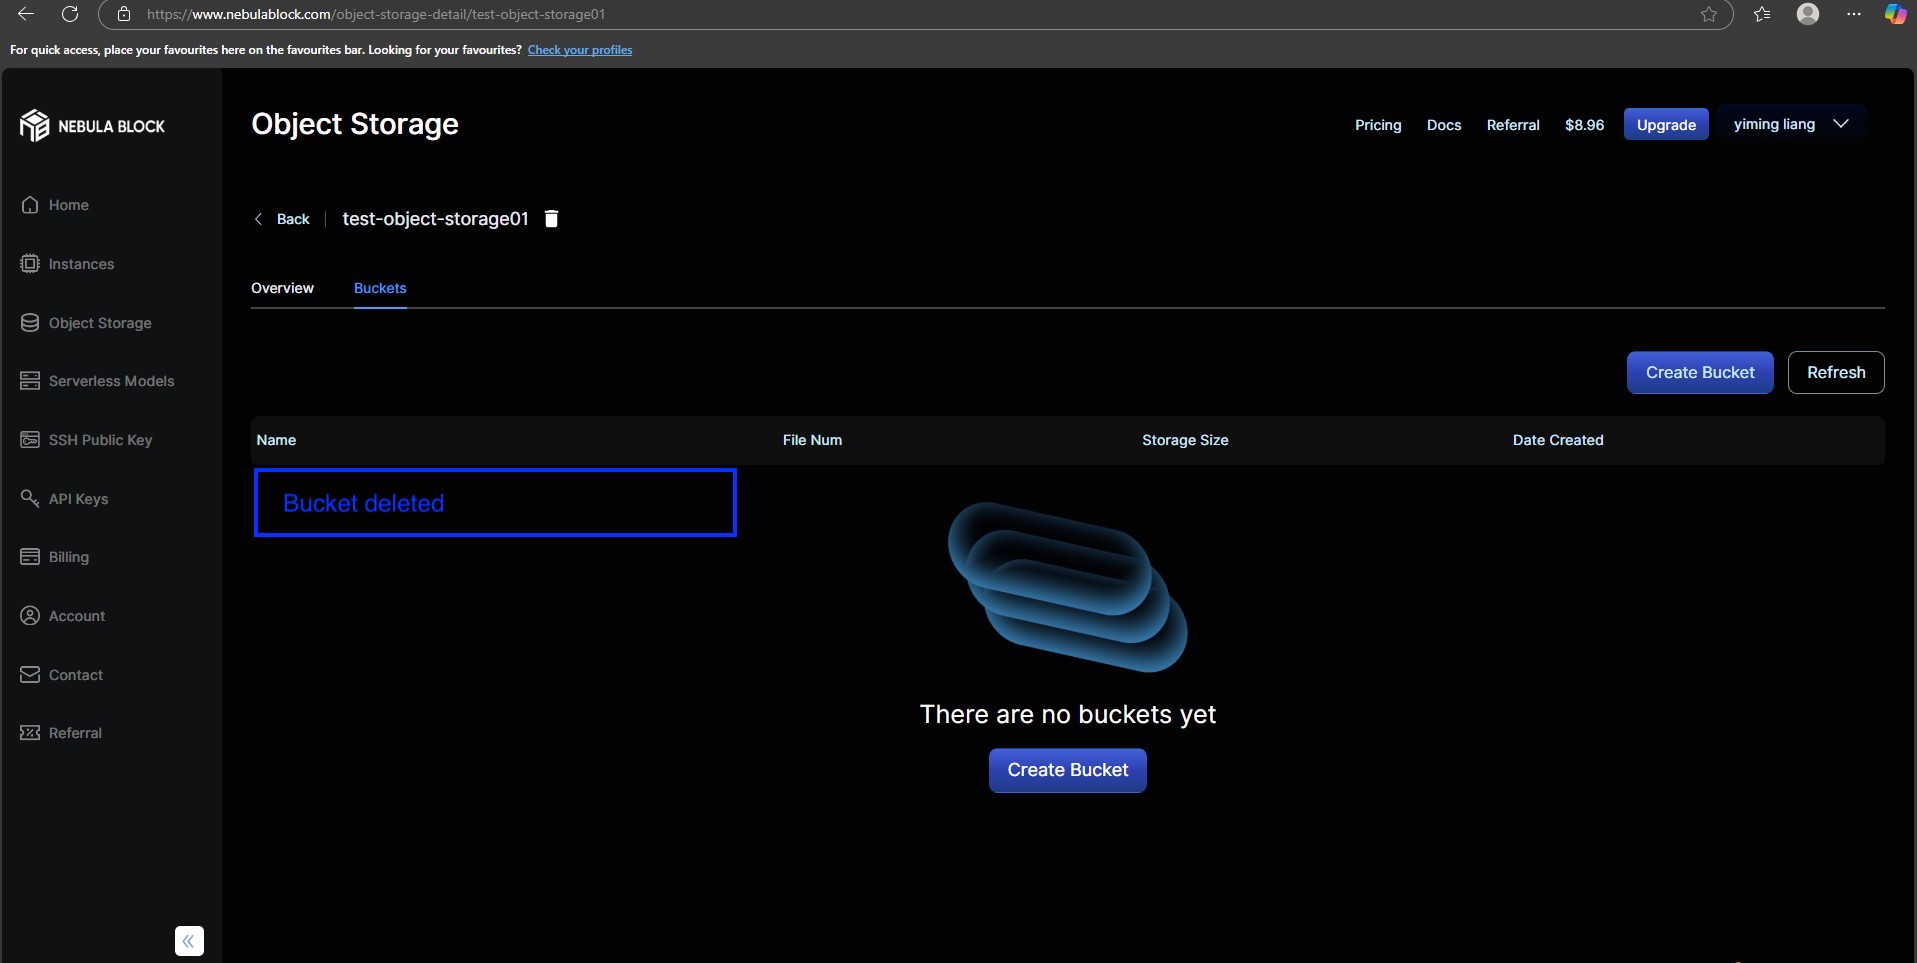 https://www.nebulablock.com/object-storage-detail/test-object-storage01
For quick access, place your favourites here on the favourites bar. Looking for your favourites? Check your profiles
NEBULA BLOCK
Object Storage
Pricing Docs Referral $8.96 Upgrade yiming liang
Home
Instances
Object Storage
Serverless Models
SSH Public Key
API Keys
Billing
Account
Contact
Referral
Back test-object-storage01
Overview Buckets
Create Bucket Refresh
Name File Num Storage Size Date Created
Bucket deleted
There are no buckets yet
Create Bucket